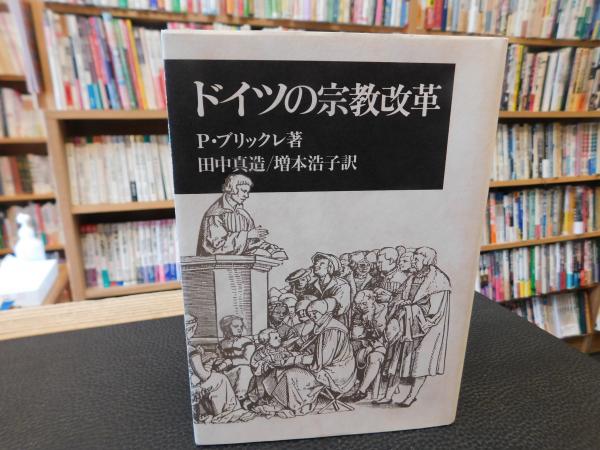 ドイツの宗教改革
P・ブリックレ著
田中真造/増本浩子訳